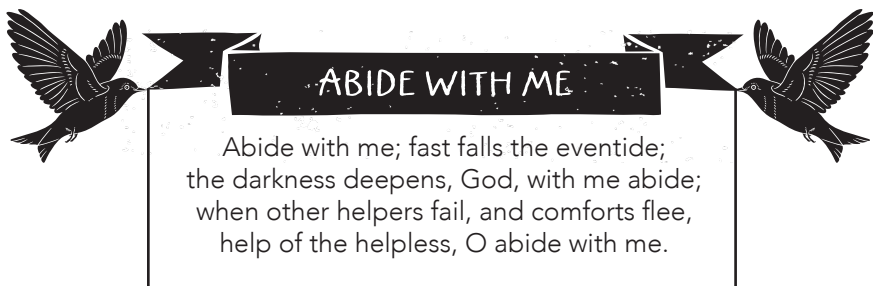 ABIDE WITH ME
Abide with me; fast falls the eventide;
the darkness deepens, God, with me abide;
when other helpers fail, and comforts flee,
help of the helpless, O abide with me.